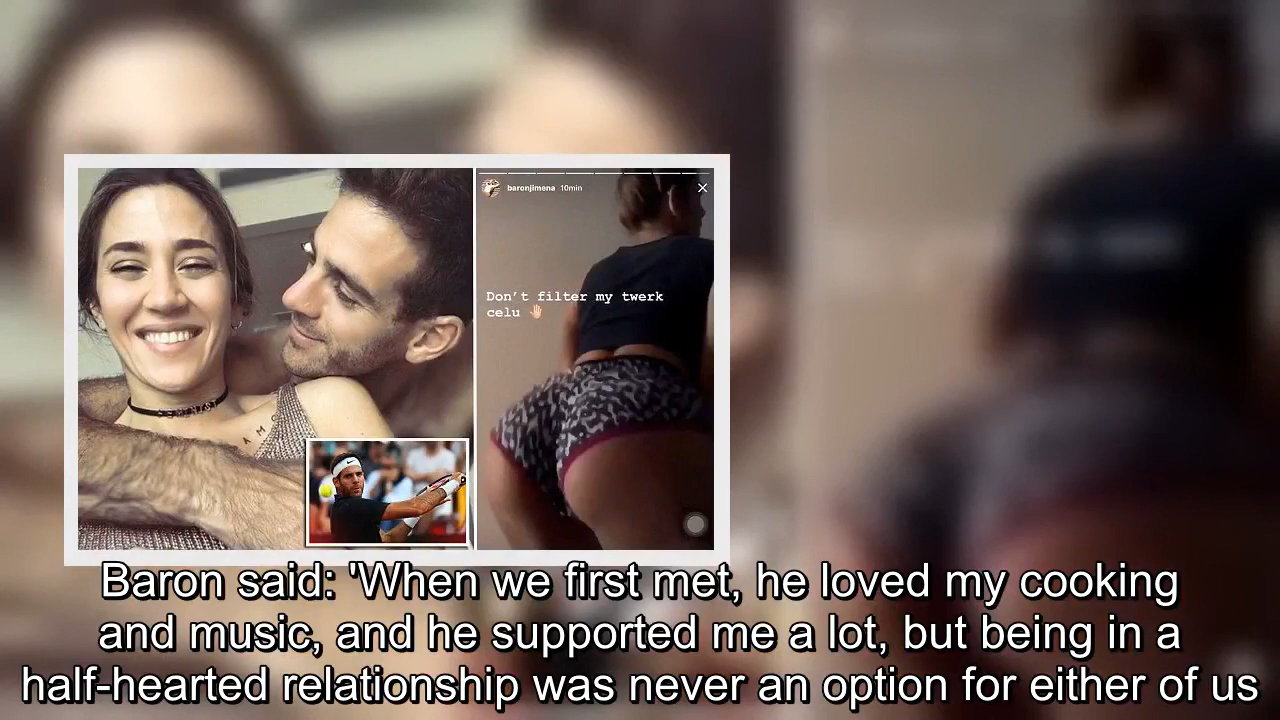 baronjimena 10min
Don't filter my twerk
celu
Baron said: 'When we first met, he loved my cooking
and music, and he supported me a lot, but being in a
half-hearted relationship was never an option for either of us